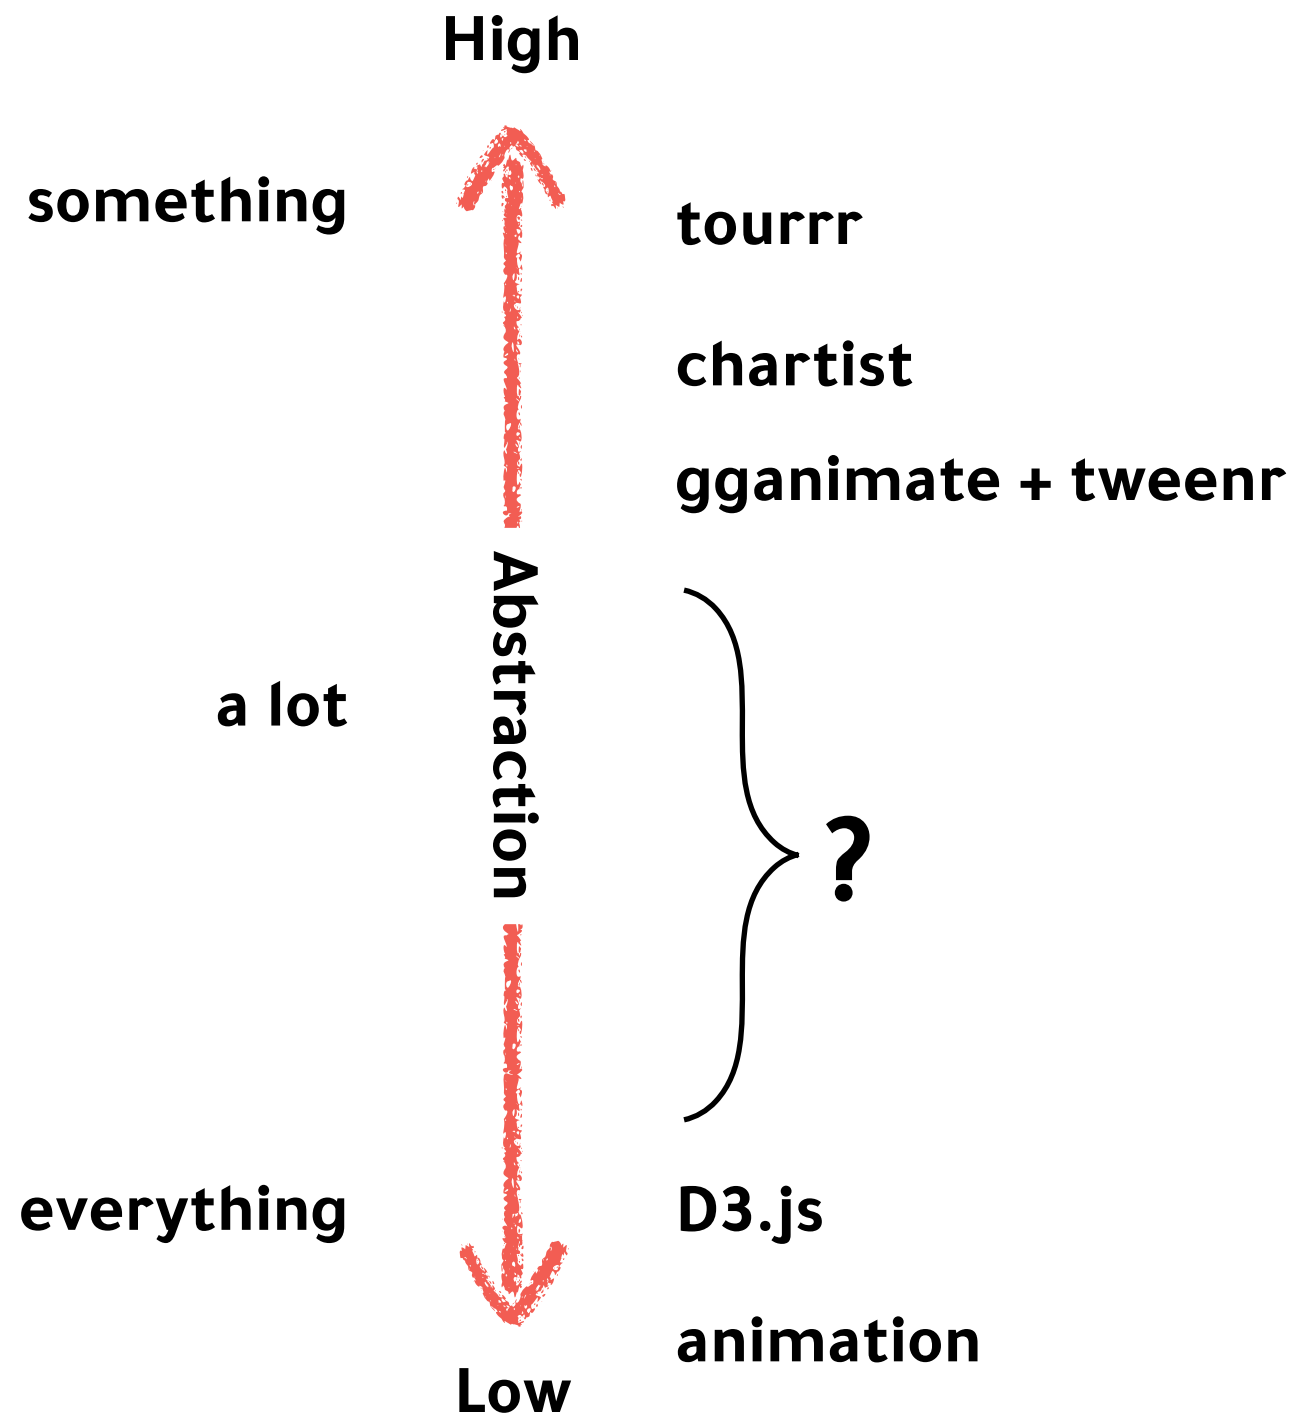 High
something
tourrr
chartist
gganimate + tweenr
Abstraction
a lot
?
everything
D3.js
animation
Low